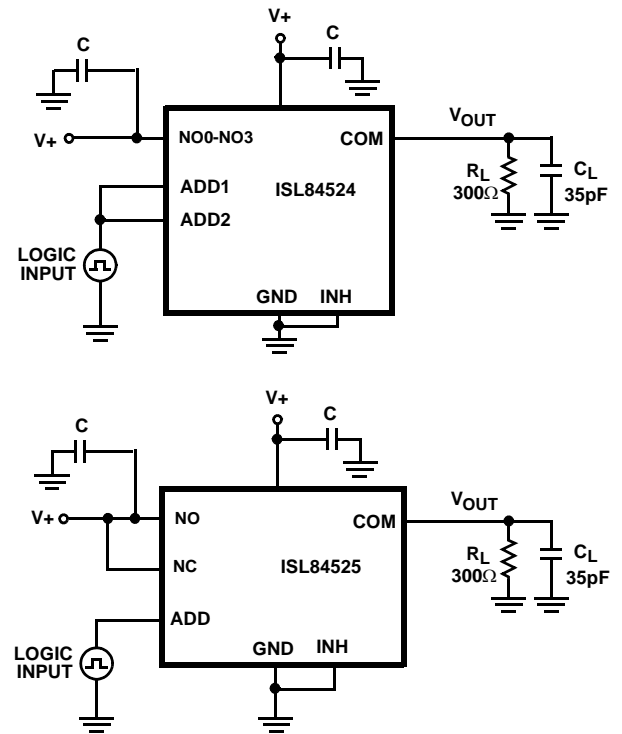 V+
C
C
V+
NO0-NO3
COM
VOUT
ADD1
ISL84524
RL
300Ω
CL
35pF
ADD2
LOGIC
INPUT
GND
INH
V+
C
C
V+
NO
COM
VOUT
NC
ISL84525
RL
300Ω
CL
35pF
ADD
LOGIC
INPUT
GND
INH